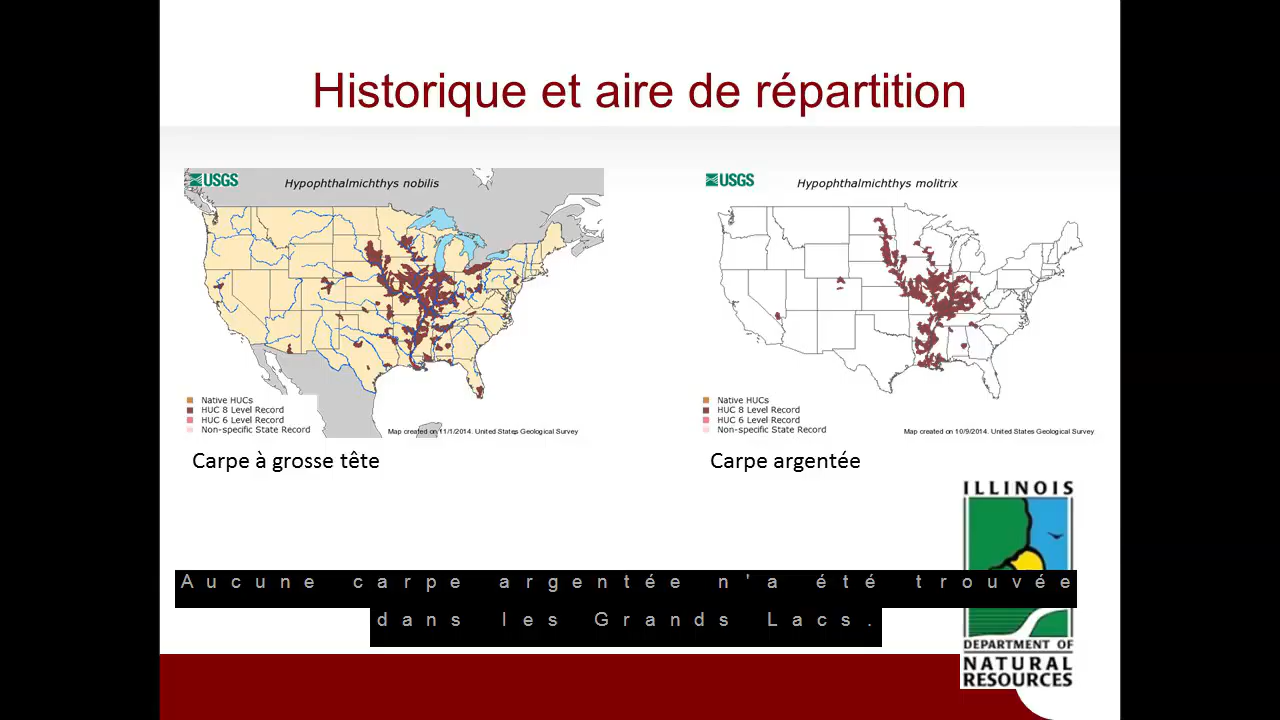 Historique et aire de répartition
USGS
Hypophthalmichthys nobilis
Native HUCs
HUC 8 Level Record
HUC 6 Level Record
Non-specific State Record
Map created on 11/1/2014. United States Geological Survey
Carpe à grosse tête
USGS
Hypophthalmichthys molitrix
Native HUCs
HUC 8 Level Record
HUC 6 Level Record
Non-specific State Record
Map created on 10/9/2014. United States Geological Survey
Carpe argentée
ILLINOIS
DEPARTMENT OF
NATURAL
RESOURCES
Aucune carpe argentée n'a été trouvée
dans les Grands Lacs.